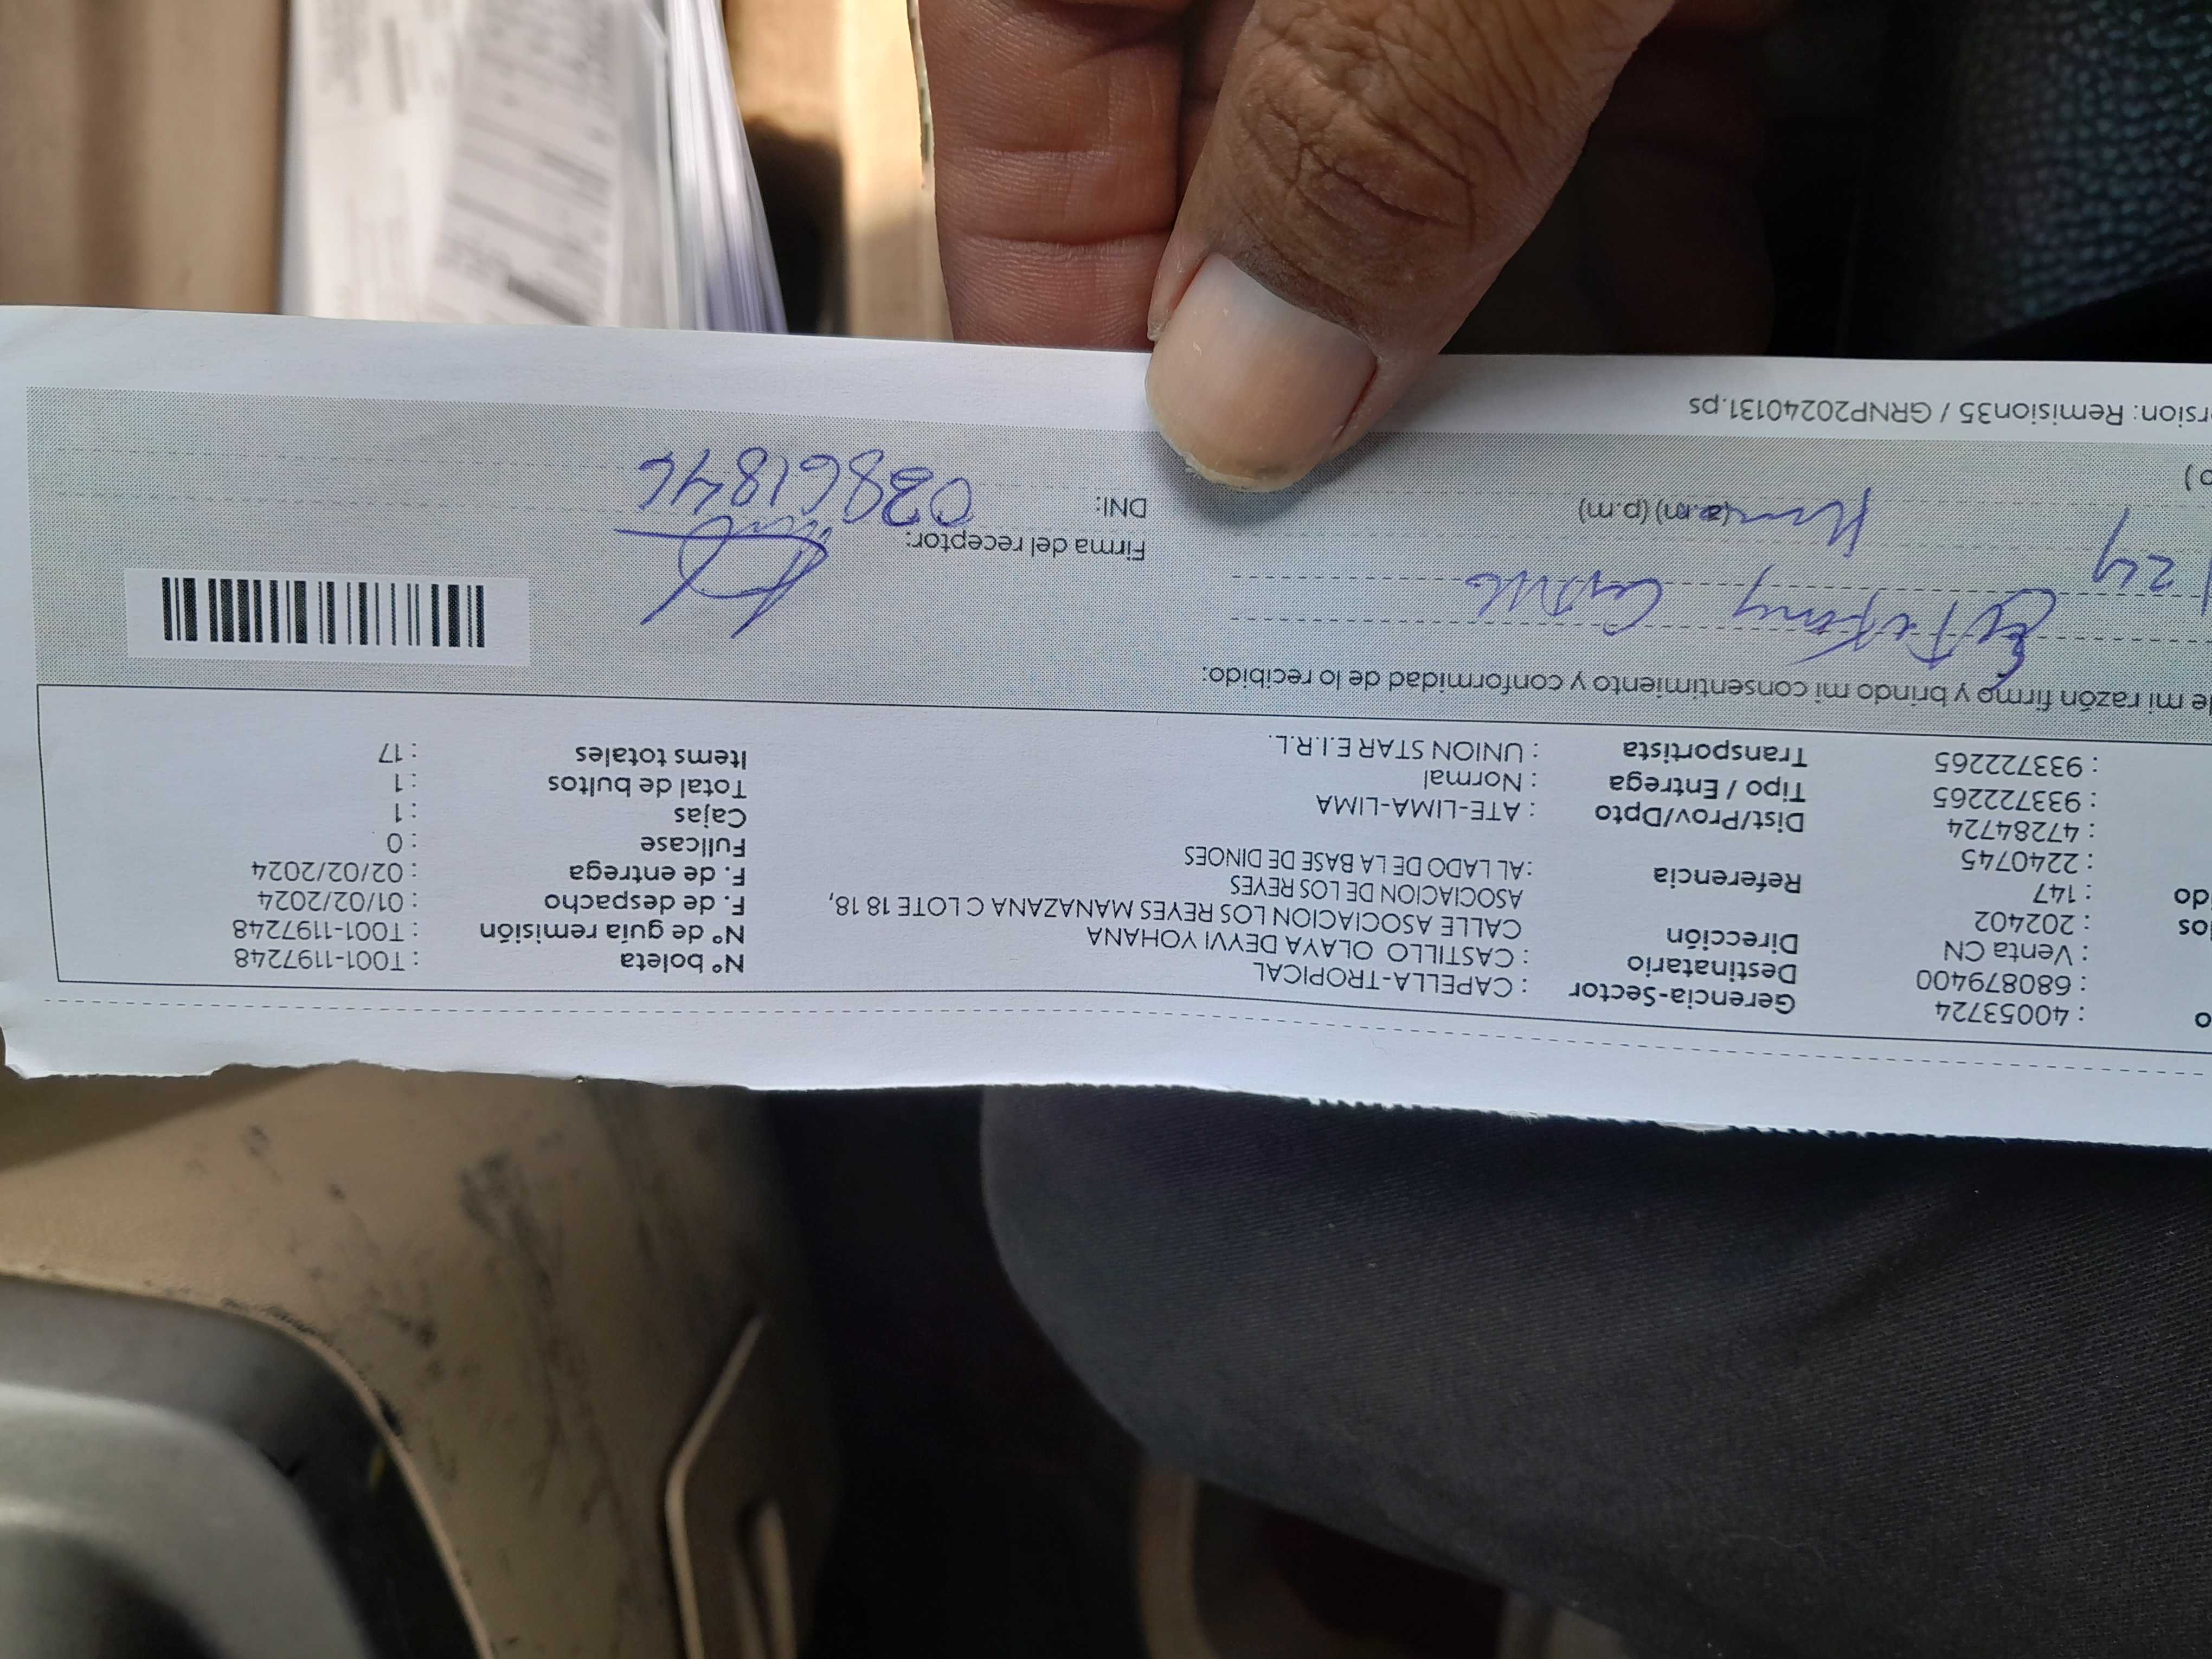 o : 40053724 Gerencia-Sector : CAPELLA-TROPICAL Nº boleta : T001-1197248
: 680879400 Destinatario : CASTILLO OLAYA DEYVI YOHANA Nº de guía remisión : T001-1197248
: Venta CN Dirección CALLE ASOCIACION LOS REYES MANAZANA C LOTE 18 18, F. de despacho : 01/02/2024
os : 202402 ASOCIACION DE LOS REYES F. de entrega : 02/02/2024
do : 147 Referencia :AL LADO DE LA BASE DE DINOES Fullcase : 0
: 2240745 Cajas : 1
: 47284724 Dist/Prov/Dpto : ATE-LIMA-LIMA Total de bultos : 1
: 933722265 Tipo / Entrega : Normal Items totales : 17
: 933722265 Transportista : UNION STAR E.I.R.L.
e mi razón firmo y brindo mi consentimiento y conformidad de lo recibido:
Firma del receptor:
24 (a.m) (p.m) DNI: 03861846
o )
rsion: Remision35 / GRNP20240131.ps